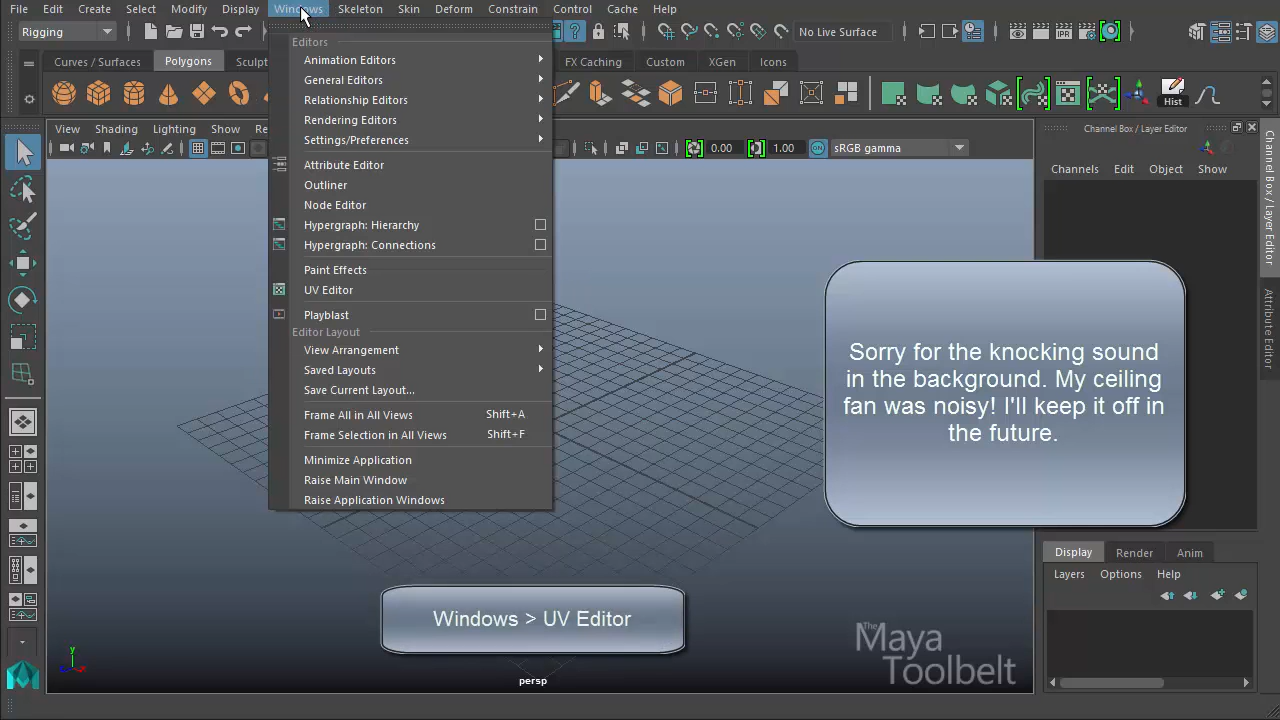 File Edit Create Select Modify Display Windows Skeleton Skin Deform Constrain Control Cache Help
Rigging
No Live Surface
Curves / Surfaces Polygons Sculpt FX Caching Custom XGen Icons
Hist
View Shading Lighting Show Re
0.00 1.00 ON sRGB gamma
Editors
Animation Editors
General Editors
Relationship Editors
Rendering Editors
Settings/Preferences
Attribute Editor
Outliner
Node Editor
Hypergraph: Hierarchy
Hypergraph: Connections
Paint Effects
UV Editor
Playblast
Editor Layout
View Arrangement
Saved Layouts
Save Current Layout...
Frame All in All Views Shift+A
Frame Selection in All Views Shift+F
Minimize Application
Raise Main Window
Raise Application Windows
Channel Box / Layer Editor
Channels Edit Object Show
Channel Box / Layer Editor
Attribute Editor
Sorry for the knocking sound
in the background. My ceiling
fan was noisy! I'll keep it off in
the future.
Display Render Anim
Layers Options Help
Windows > UV Editor
The
Maya
Toolbelt
y
z x
persp
IPR